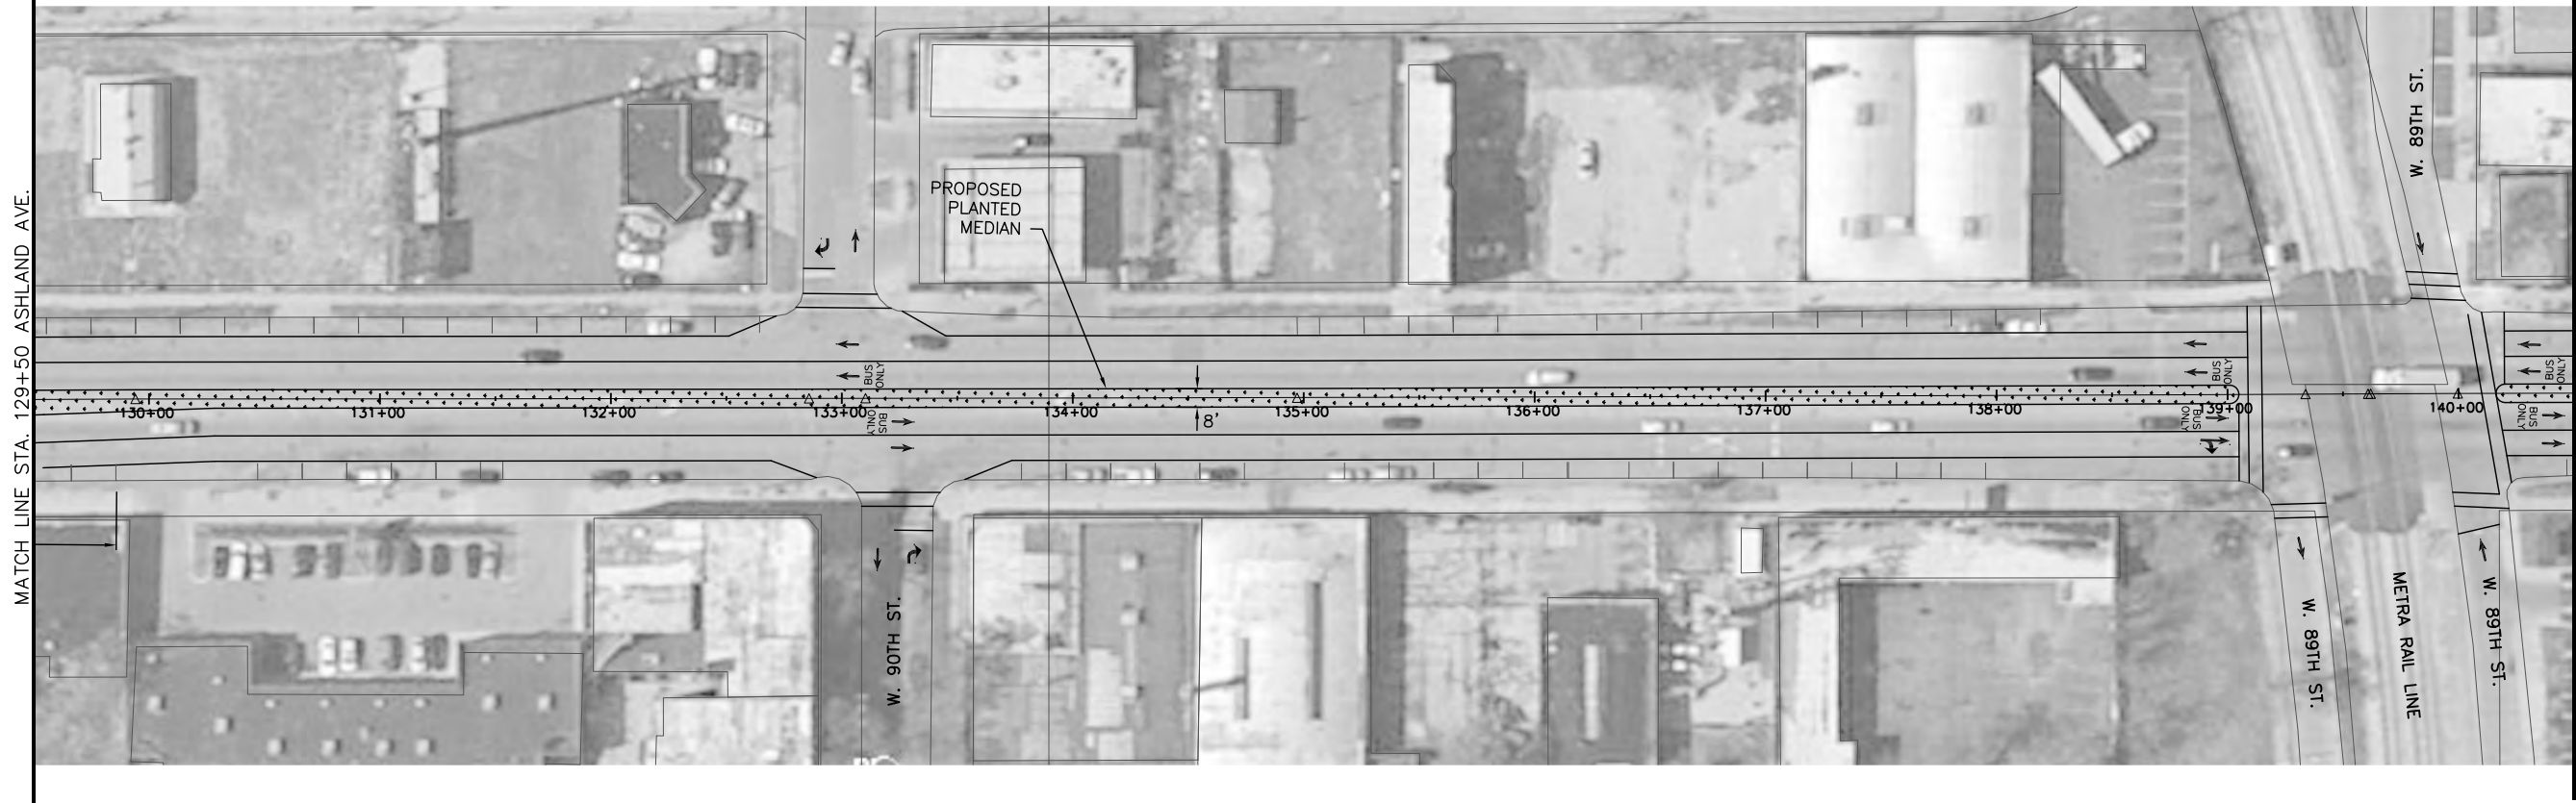 MATCH LINE STA. 129+50 ASHLAND AVE.
PROPOSED
PLANTED
MEDIAN
W. 89TH ST.
BUS
ONLY
BUS
ONLY
BUS
ONLY
130+00
131+00
132+00
133+00
134+00
135+00
136+00
137+00
138+00
139+00
140+00
8'
BUS
ONLY
BUS
ONLY
BUS
ONLY
W. 90TH ST.
W. 89TH ST.
METRA RAIL LINE
W. 89TH ST.